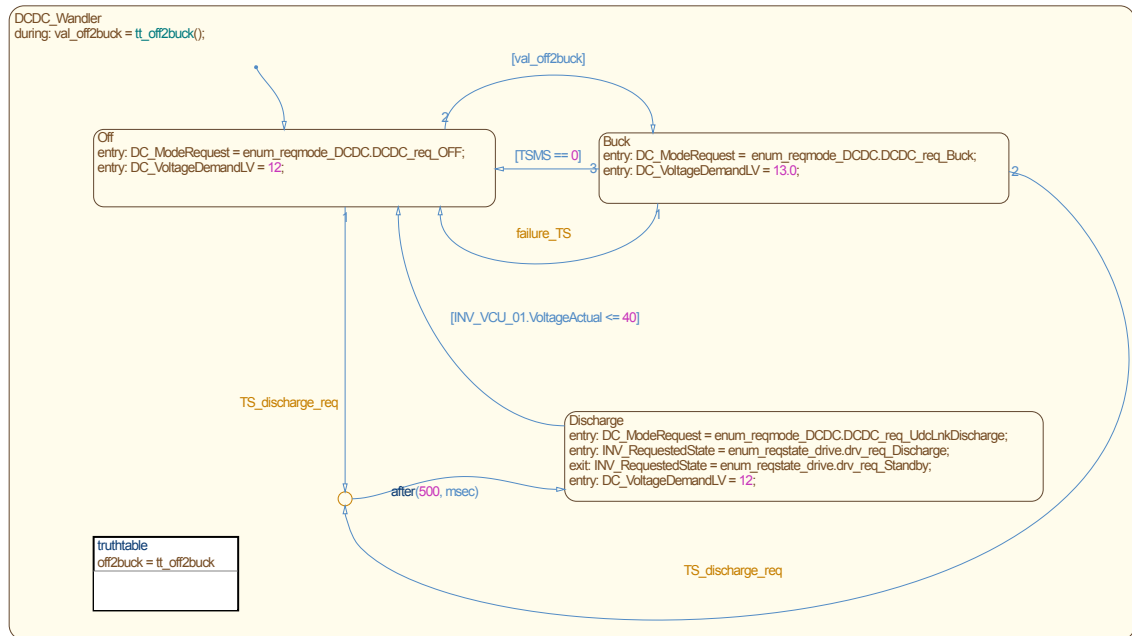 DCDC_Wandler
during: val_off2buck = tt_off2buck();
[val_off2buck]
2
Off
entry: DC_ModeRequest = enum_reqmode_DCDC.DCDC_req_OFF;
entry: DC_VoltageDemandLV = 12;
1
[TSMS == 0]
3
Buck
entry: DC_ModeRequest =  enum_reqmode_DCDC.DCDC_req_Buck;
entry: DC_VoltageDemandLV = 13.0;
2
1
failure_TS
[INV_VCU_01.VoltageActual <= 40]
TS_discharge_req
Discharge
entry: DC_ModeRequest = enum_reqmode_DCDC.DCDC_req_UdcLnkDischarge;
entry: INV_RequestedState = enum_reqstate_drive.drv_req_Discharge;
exit: INV_RequestedState = enum_reqstate_drive.drv_req_Standby;
entry: DC_VoltageDemandLV = 12;
after(500, msec)
truthtable
off2buck = tt_off2buck
TS_discharge_req